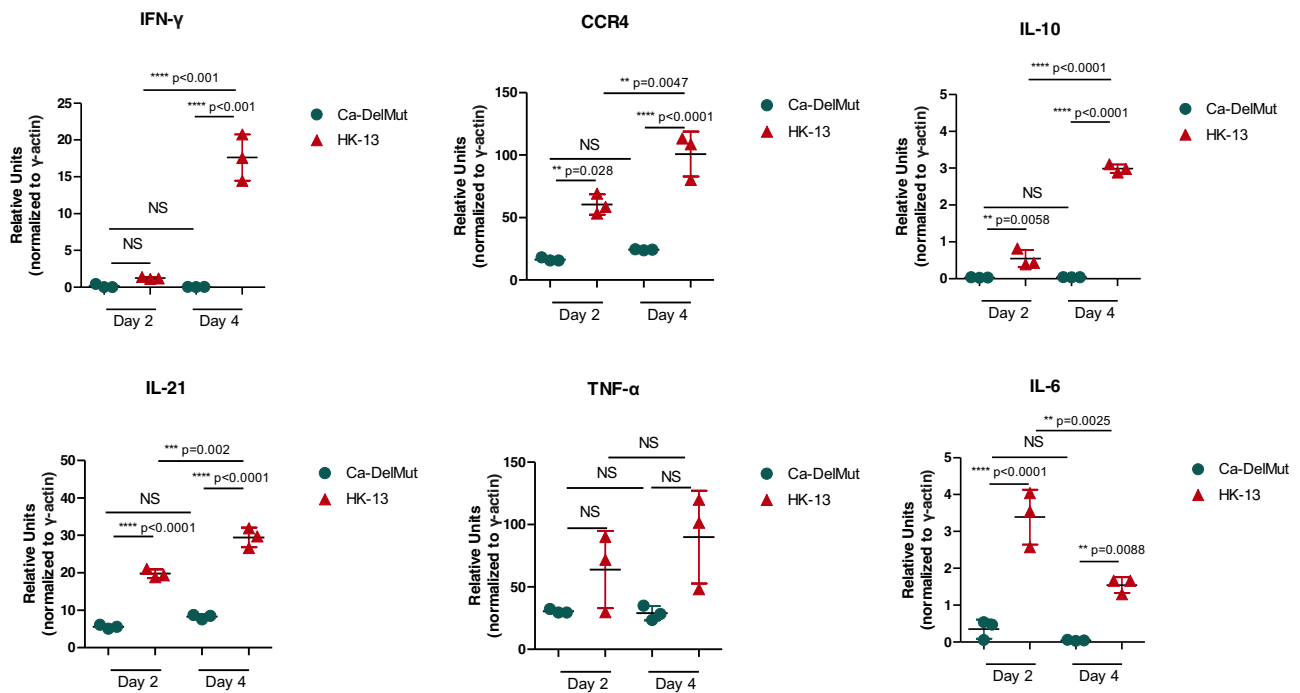 IFN-γ
**** p<0.001
**** p<0.001
NS
NS
25
20
15
10
5
0
Relative Units
(normalized to γ-actin)
Day 2
Day 4
Ca-DelMut
HK-13
CCR4
** p=0.0047
**** p<0.0001
NS
** p=0.028
150
100
50
0
Relative Units
(normalized to γ-actin)
Day 2
Day 4
Ca-DelMut
HK-13
IL-10
**** p<0.0001
**** p<0.0001
NS
** p=0.0058
5
4
3
2
1
0
Relative Units
(normalized to γ-actin)
Day 2
Day 4
Ca-DelMut
HK-13
IL-21
*** p=0.002
**** p<0.0001
NS
**** p<0.0001
50
40
30
20
10
0
Relative Units
(normalized to γ-actin)
Day 2
Day 4
Ca-DelMut
HK-13
TNF-α
NS
NS
NS
NS
150
100
50
0
Relative Units
(normalized to γ-actin)
Day 2
Day 4
Ca-DelMut
HK-13
IL-6
** p=0.0025
NS
**** p<0.0001
** p=0.0088
5
4
3
2
1
0
Relative Units
(normalized to γ-actin)
Day 2
Day 4
Ca-DelMut
HK-13